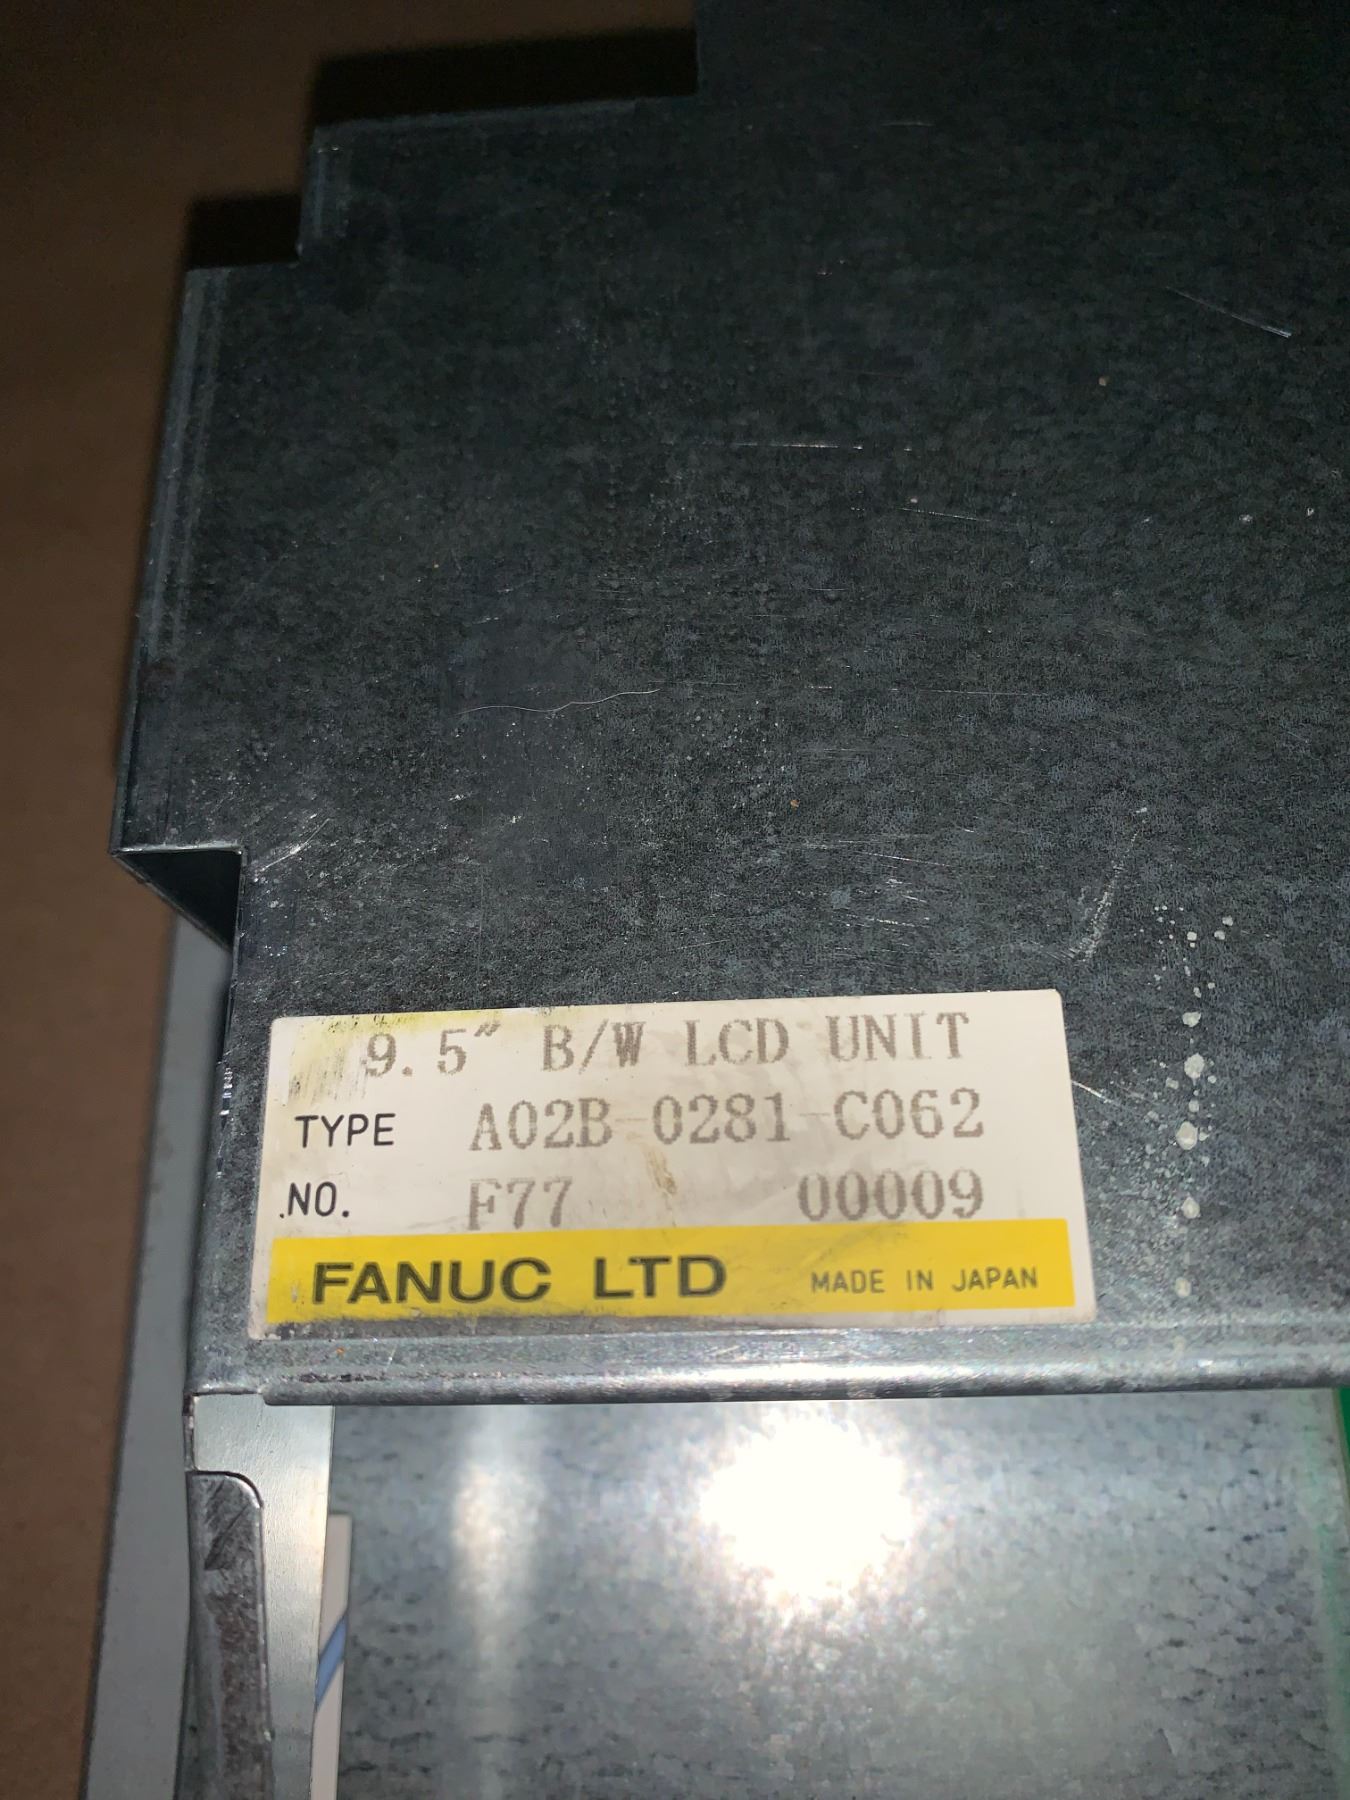 9.5″ B/W LCD UNIT
TYPE A02B-0281-C062
NO. F77 00009
FANUC LTD MADE IN JAPAN